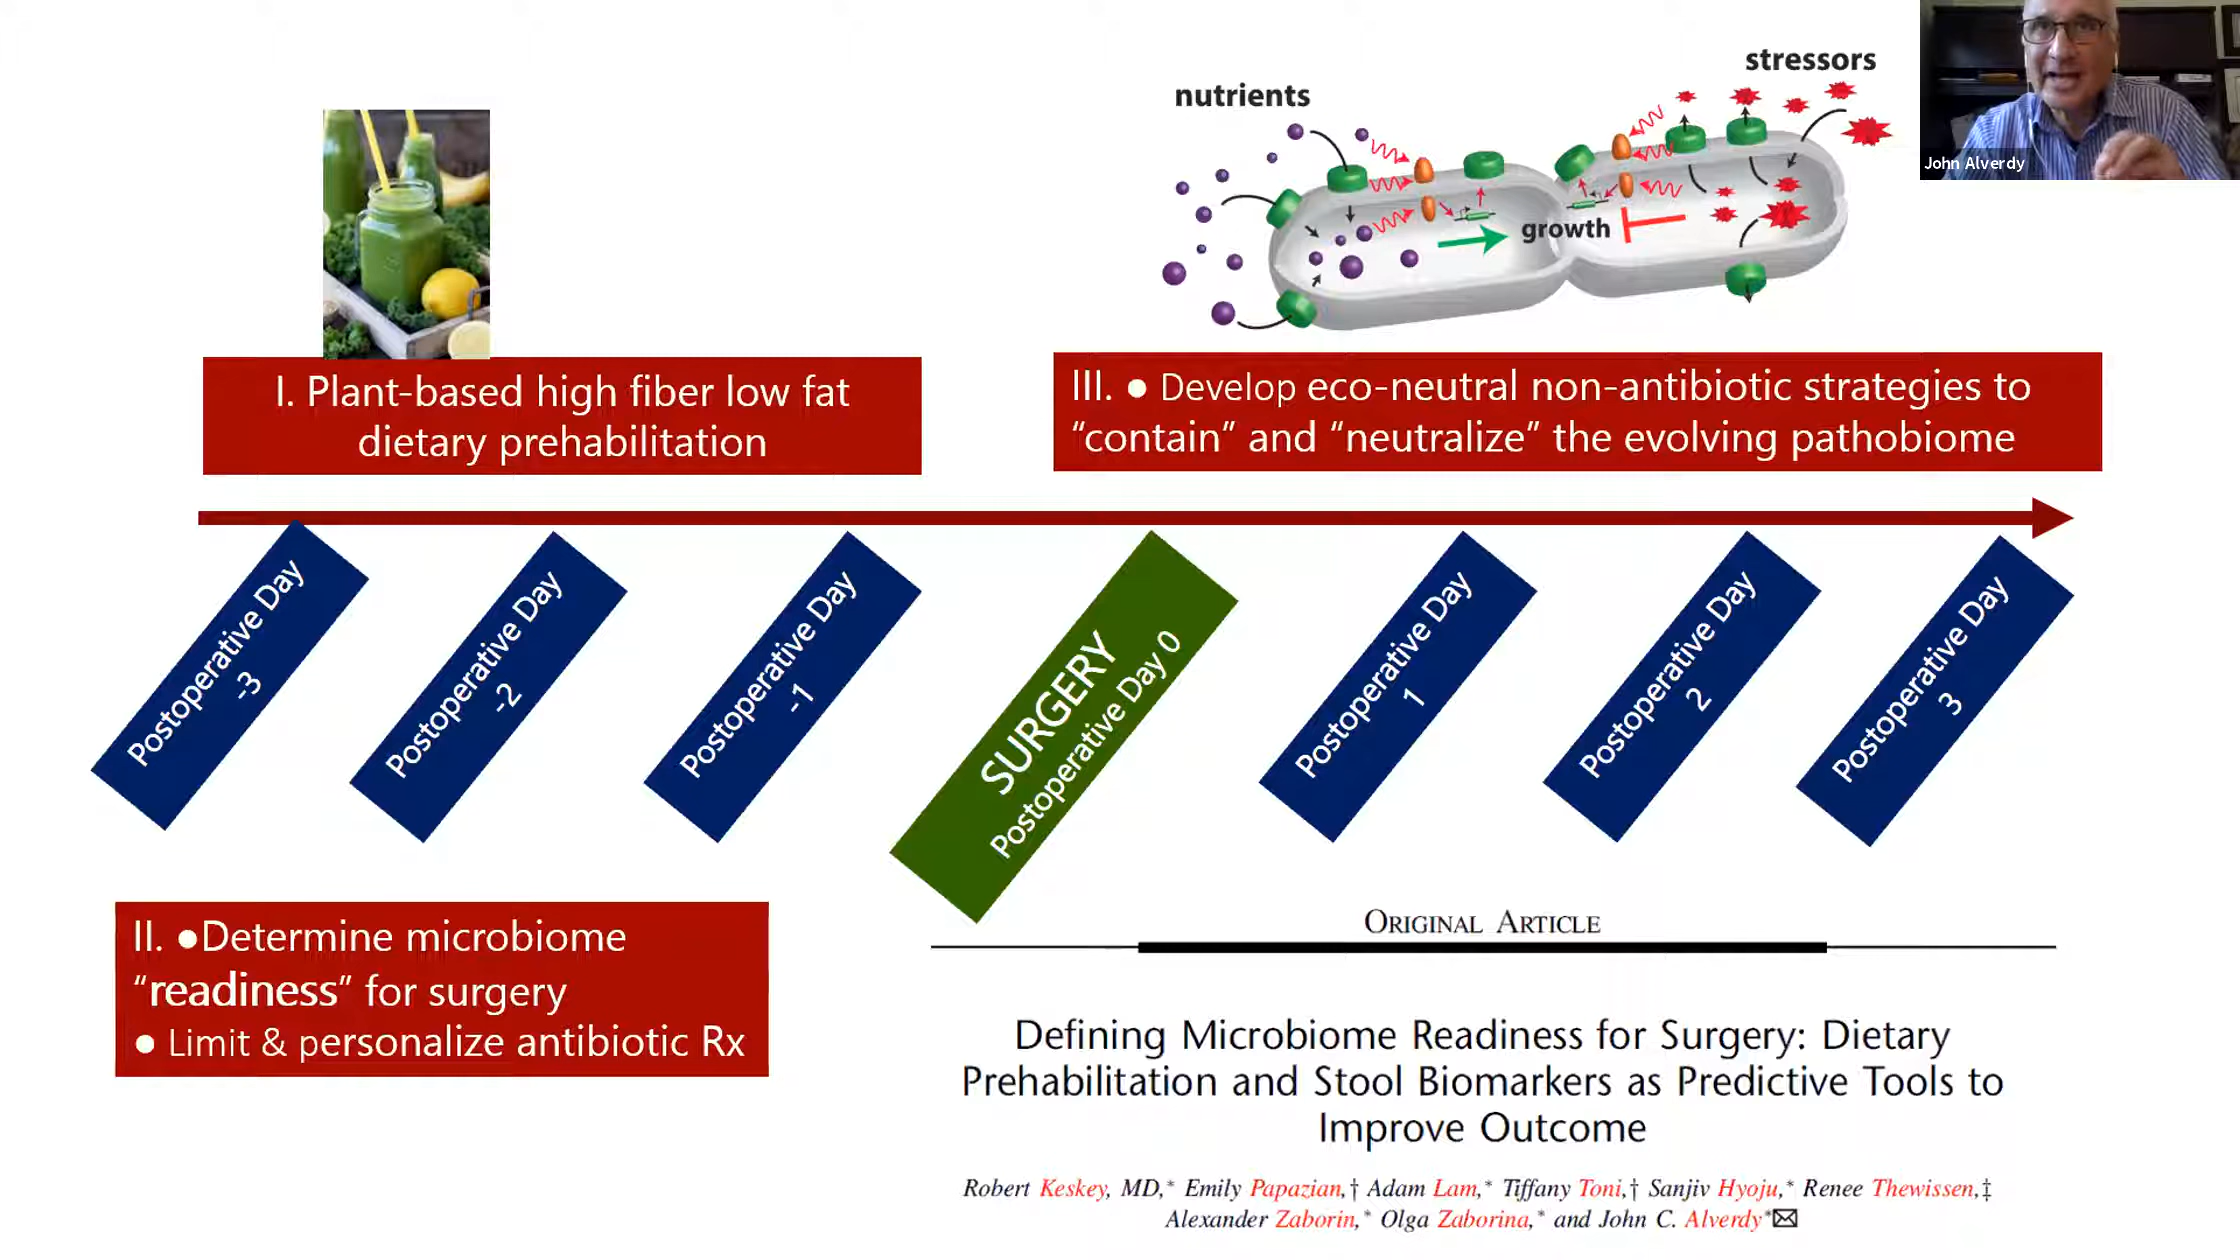 nutrients
stressors
growth
John Alverdy
I. Plant-based high fiber low fat
dietary prehabilitation
III. ● Develop eco-neutral non-antibiotic strategies to
“contain” and “neutralize” the evolving pathobiome
Postoperative Day
-3
Postoperative Day
-2
Postoperative Day
-1
SURGERY
Postoperative Day 0
Postoperative Day
1
Postoperative Day
2
Postoperative Day
3
II. ●Determine microbiome
“readiness” for surgery
● Limit & personalize antibiotic Rx
ORIGINAL ARTICLE
Defining Microbiome Readiness for Surgery: Dietary
Prehabilitation and Stool Biomarkers as Predictive Tools to
Improve Outcome
Robert Keskey, MD,* Emily Papazian,† Adam Lam,* Tiffany Toni,† Sanjiv Hyoju,* Renee Thewissen,‡
Alexander Zaborin,* Olga Zaborina,* and John C. Alverdy*✉